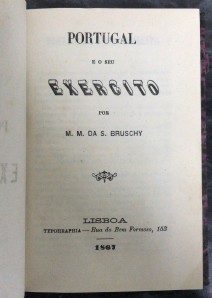 PORTUGAL
E O SEU
EXERCITO
POR
M. M. DA S. BRUSCHY
LISBOA
TYPOGRAPHIA — Rua do Bem Formoso, 153
1867